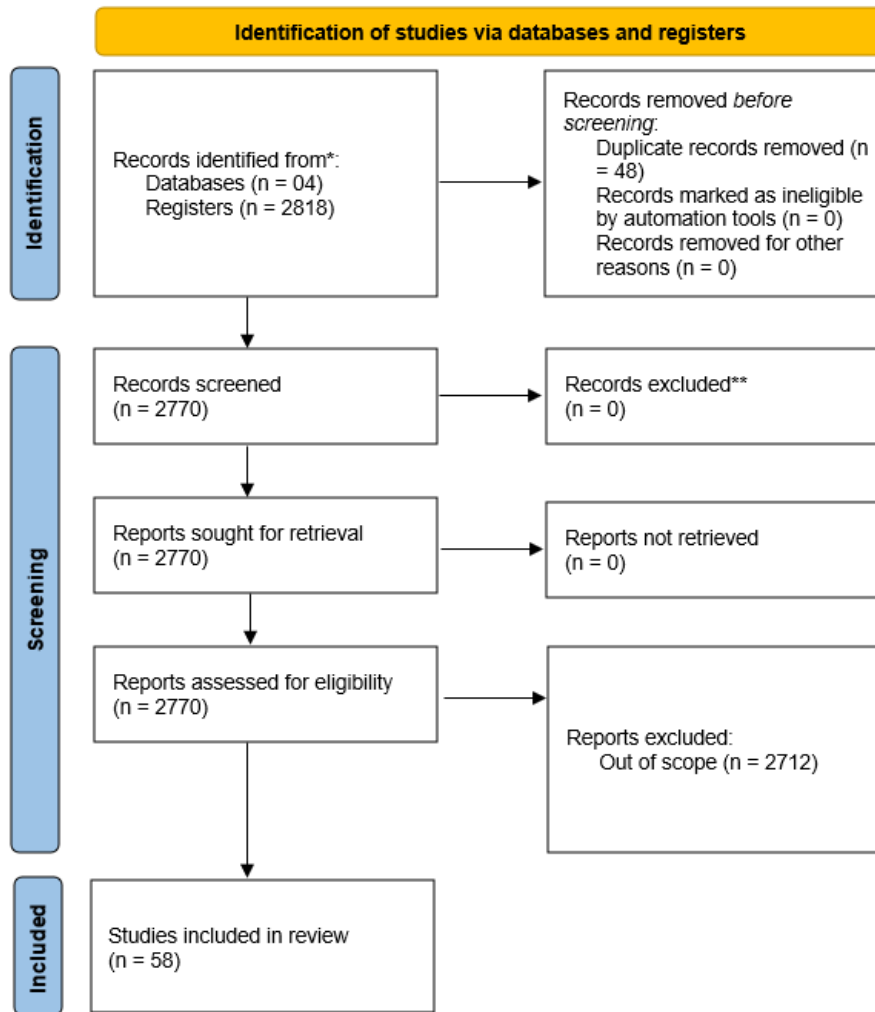 Identification of studies via databases and registers
Identification
Records identified from*:
Databases (n = 04)
Registers (n = 2818)
Records removed before
screening:
Duplicate records removed (n
= 48)
Records marked as ineligible
by automation tools (n = 0)
Records removed for other
reasons (n = 0)
Screening
Records screened
(n = 2770)
Records excluded**
(n = 0)
Reports sought for retrieval
(n = 2770)
Reports not retrieved
(n = 0)
Reports assessed for eligibility
(n = 2770)
Reports excluded:
Out of scope (n = 2712)
Included
Studies included in review
(n = 58)